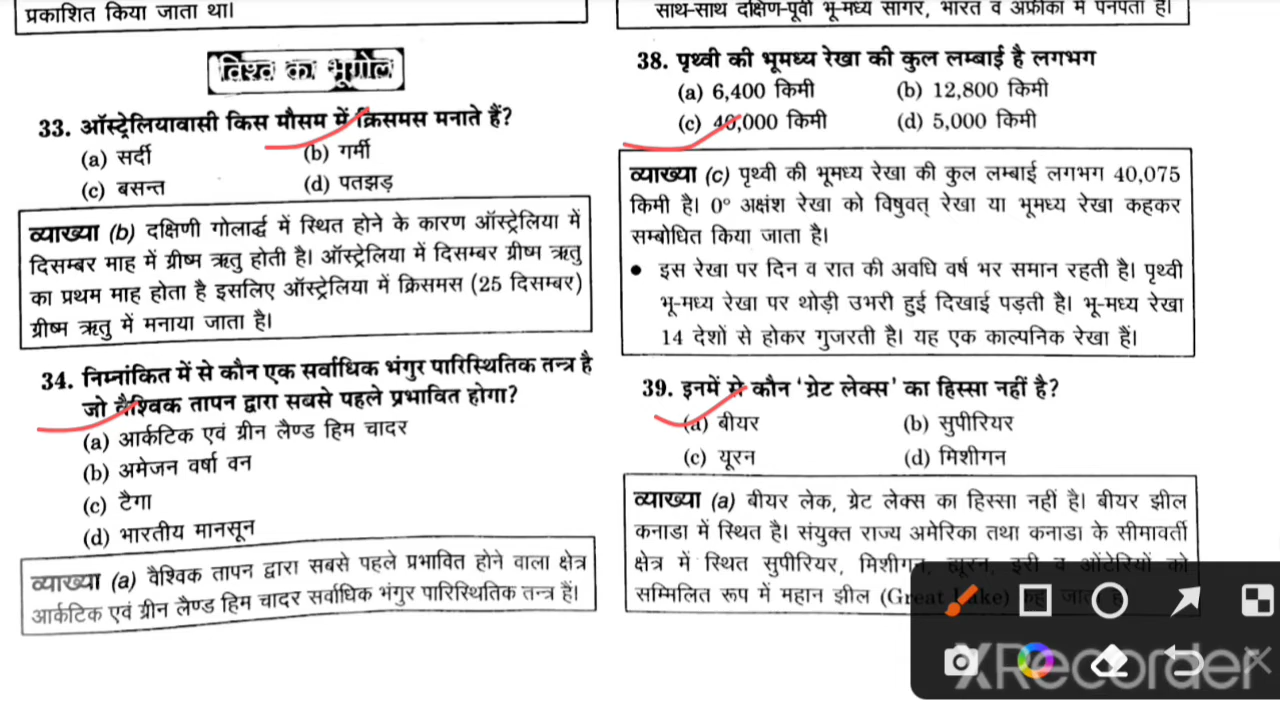 प्रकाशित किया जाता था।
विश्व का भूगोल
33. ऑस्ट्रेलियावासी किस मौसम में क्रिसमस मनाते हैं?
(a) सर्दी (b) गर्मी
(c) बसन्त (d) पतझड़
व्याख्या (b) दक्षिणी गोलार्द्ध में स्थित होने के कारण ऑस्ट्रेलिया में
दिसम्बर माह में ग्रीष्म ऋतु होती है। ऑस्ट्रेलिया में दिसम्बर ग्रीष्म ऋतु
का प्रथम माह होता है इसलिए ऑस्ट्रेलिया में क्रिसमस (25 दिसम्बर)
ग्रीष्म ऋतु में मनाया जाता है।
34. निम्नांकित में से कौन एक सर्वाधिक भंगुर पारिस्थितिक तन्त्र है
जो वैश्विक तापन द्वारा सबसे पहले प्रभावित होगा?
(a) आर्कटिक एवं ग्रीन लैण्ड हिम चादर
(b) अमेजन वर्षा वन
(c) टैगा
(d) भारतीय मानसून
व्याख्या (a) वैश्विक तापन द्वारा सबसे पहले प्रभावित होने वाला क्षेत्र
आर्कटिक एवं ग्रीन लैण्ड हिम चादर सर्वाधिक भंगुर पारिस्थितिक तन्त्र हैं।
साथ-साथ दक्षिण-पूर्वी भू-मध्य सागर, भारत व अफ्रीका में पनपता है।
38. पृथ्वी की भूमध्य रेखा की कुल लम्बाई है लगभग
(a) 6,400 किमी (b) 12,800 किमी
(c) 40,000 किमी (d) 5,000 किमी
व्याख्या (c) पृथ्वी की भूमध्य रेखा की कुल लम्बाई लगभग 40,075
किमी है। 0° अक्षंश रेखा को विषुवत् रेखा या भूमध्य रेखा कहकर
सम्बोधित किया जाता है।
• इस रेखा पर दिन व रात की अवधि वर्ष भर समान रहती है। पृथ्वी
भू-मध्य रेखा पर थोड़ी उभरी हुई दिखाई पड़ती है। भू-मध्य रेखा
14 देशों से होकर गुजरती है। यह एक काल्पनिक रेखा हैं।
39. इनमें से कौन 'ग्रेट लेक्स' का हिस्सा नहीं है?
(a) बीयर (b) सुपीरियर
(c) यूरन (d) मिशीगन
व्याख्या (a) बीयर लेक, ग्रेट लेक्स का हिस्सा नहीं है। बीयर झील
कनाडा में स्थित है। संयुक्त राज्य अमेरिका तथा कनाडा के सीमावर्ती
क्षेत्र में स्थित सुपीरियर, मिशीगन, ह्यूरन, इरी व ओंटेरियों को
सम्मिलित रूप में महान झील (Great Lake) कहा जाता है
XRecorder